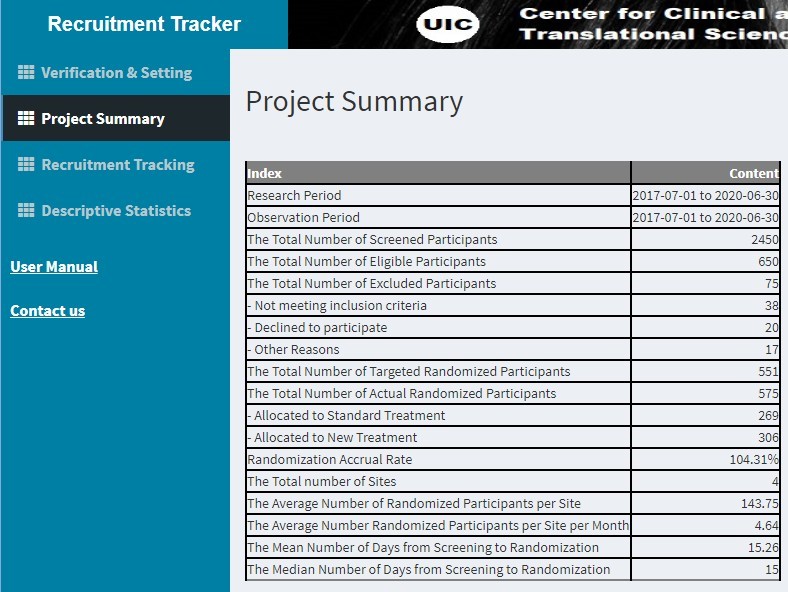 Recruitment Tracker
UIC
Center for Clinical a
Translational Scienc
Verification & Setting
Project Summary
Recruitment Tracking
Descriptive Statistics
User Manual
Contact us
Project Summary
Index Content
Research Period 2017-07-01 to 2020-06-30
Observation Period 2017-07-01 to 2020-06-30
The Total Number of Screened Participants 2450
The Total Number of Eligible Participants 650
The Total Number of Excluded Participants 75
- Not meeting inclusion criteria 38
- Declined to participate 20
- Other Reasons 17
The Total Number of Targeted Randomized Participants 551
The Total Number of Actual Randomized Participants 575
- Allocated to Standard Treatment 269
- Allocated to New Treatment 306
Randomization Accrual Rate 104.31%
The Total number of Sites 4
The Average Number of Randomized Participants per Site 143.75
The Average Number Randomized Participants per Site per Month 4.64
The Mean Number of Days from Screening to Randomization 15.26
The Median Number of Days from Screening to Randomization 15